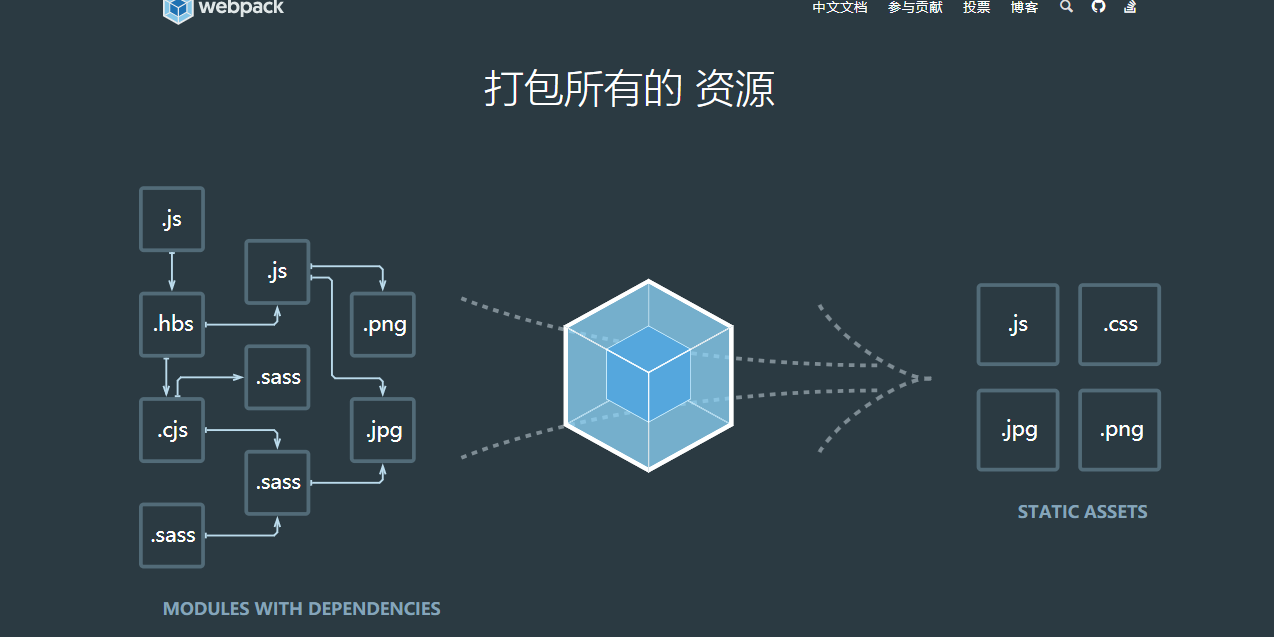 webpack
中文文档 参与贡献 投票 博客
打包所有的 资源
.js
.js
.hbs
.png
.sass
.cjs
.jpg
.sass
.sass
MODULES WITH DEPENDENCIES
.js
.css
.jpg
.png
STATIC ASSETS